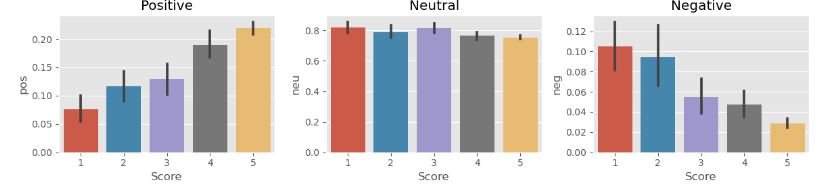 Positive
pos
0.20
0.15
0.10
0.05
0.00
1 2 3 4 5
Score
Neutral
neu
0.8
0.6
0.4
0.2
0.0
1 2 3 4 5
Score
Negative
neg
0.12
0.10
0.08
0.06
0.04
0.02
0.00
1 2 3 4 5
Score